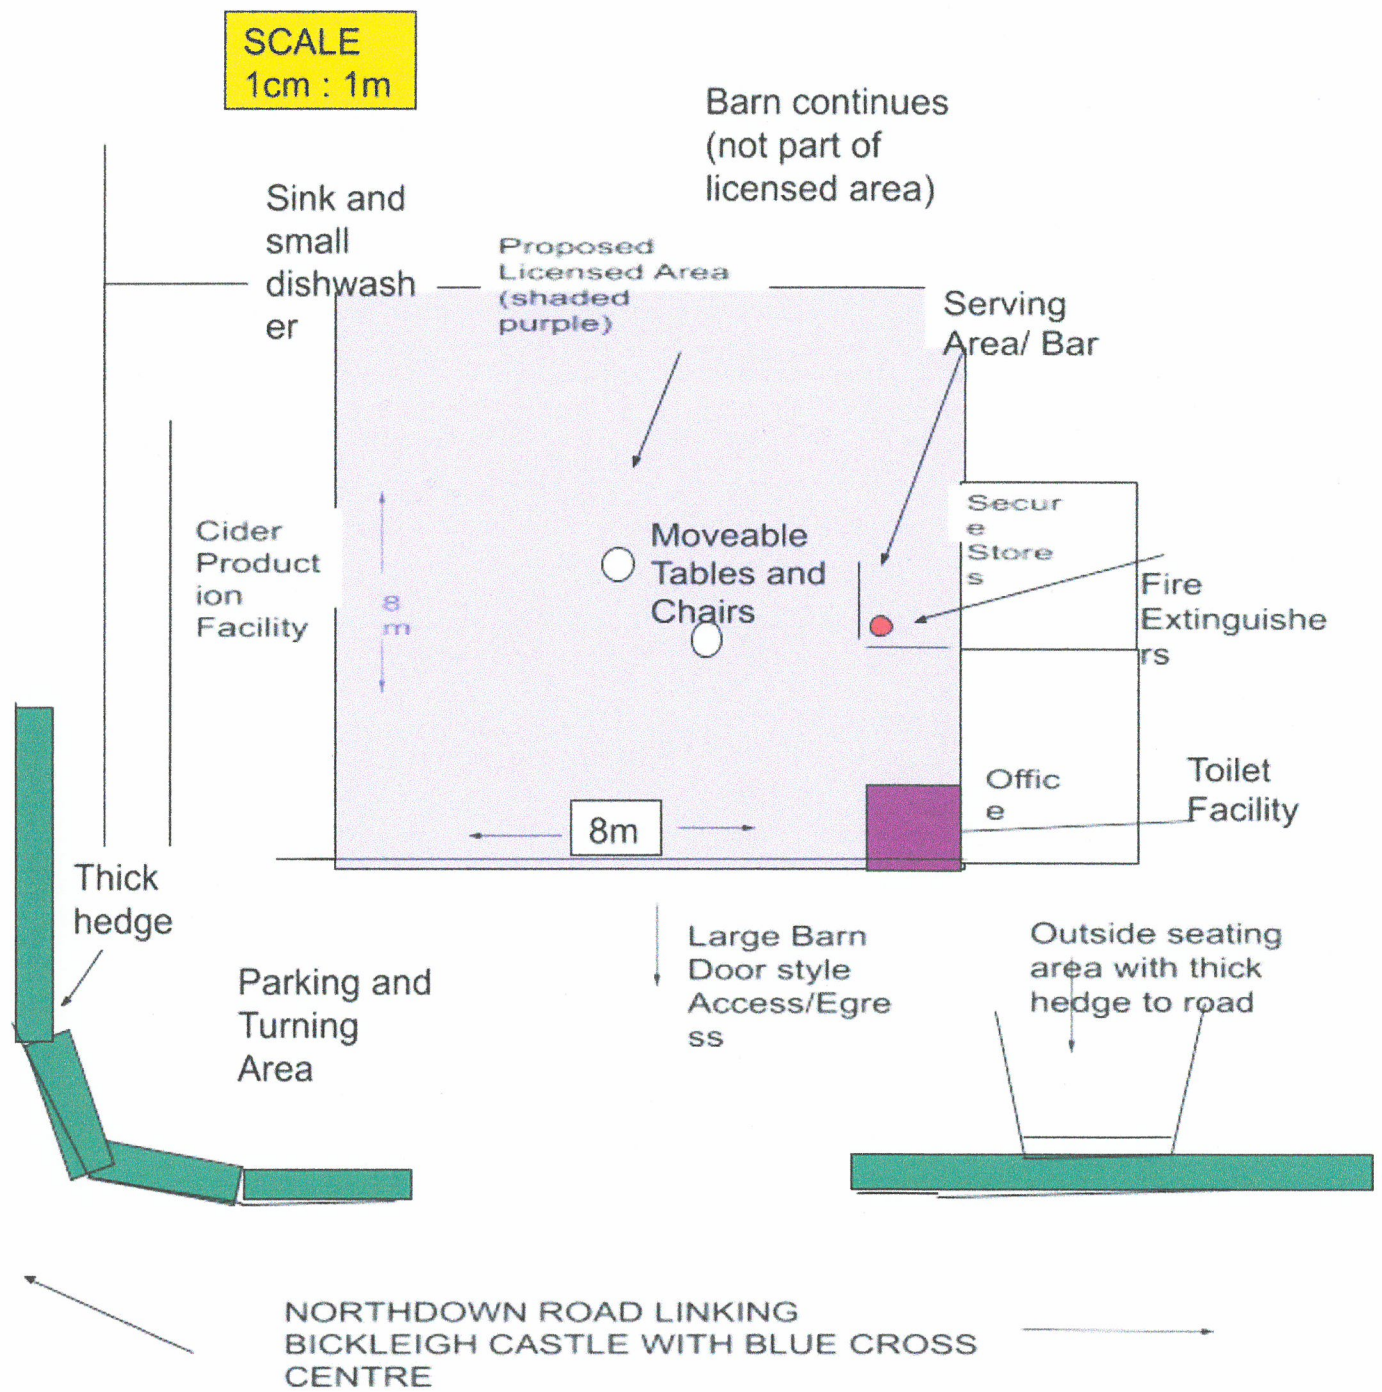 SCALE
1cm : 1m
Barn continues
(not part of
licensed area)
Sink and
small
dishwash
er
Proposed
Licensed Area
(shaded
purple)
Serving
Area/ Bar
Secur
e
Store
s
Cider
Product
ion
Facility
Moveable
Tables and
Chairs
8
m
Fire
Extinguishe
rs
Offic
e
Toilet
Facility
8m
Thick
hedge
Large Barn
Door style
Access/Egre
ss
Outside seating
area with thick
hedge to road
Parking and
Turning
Area
NORTHDOWN ROAD LINKING
BICKLEIGH CASTLE WITH BLUE CROSS
CENTRE